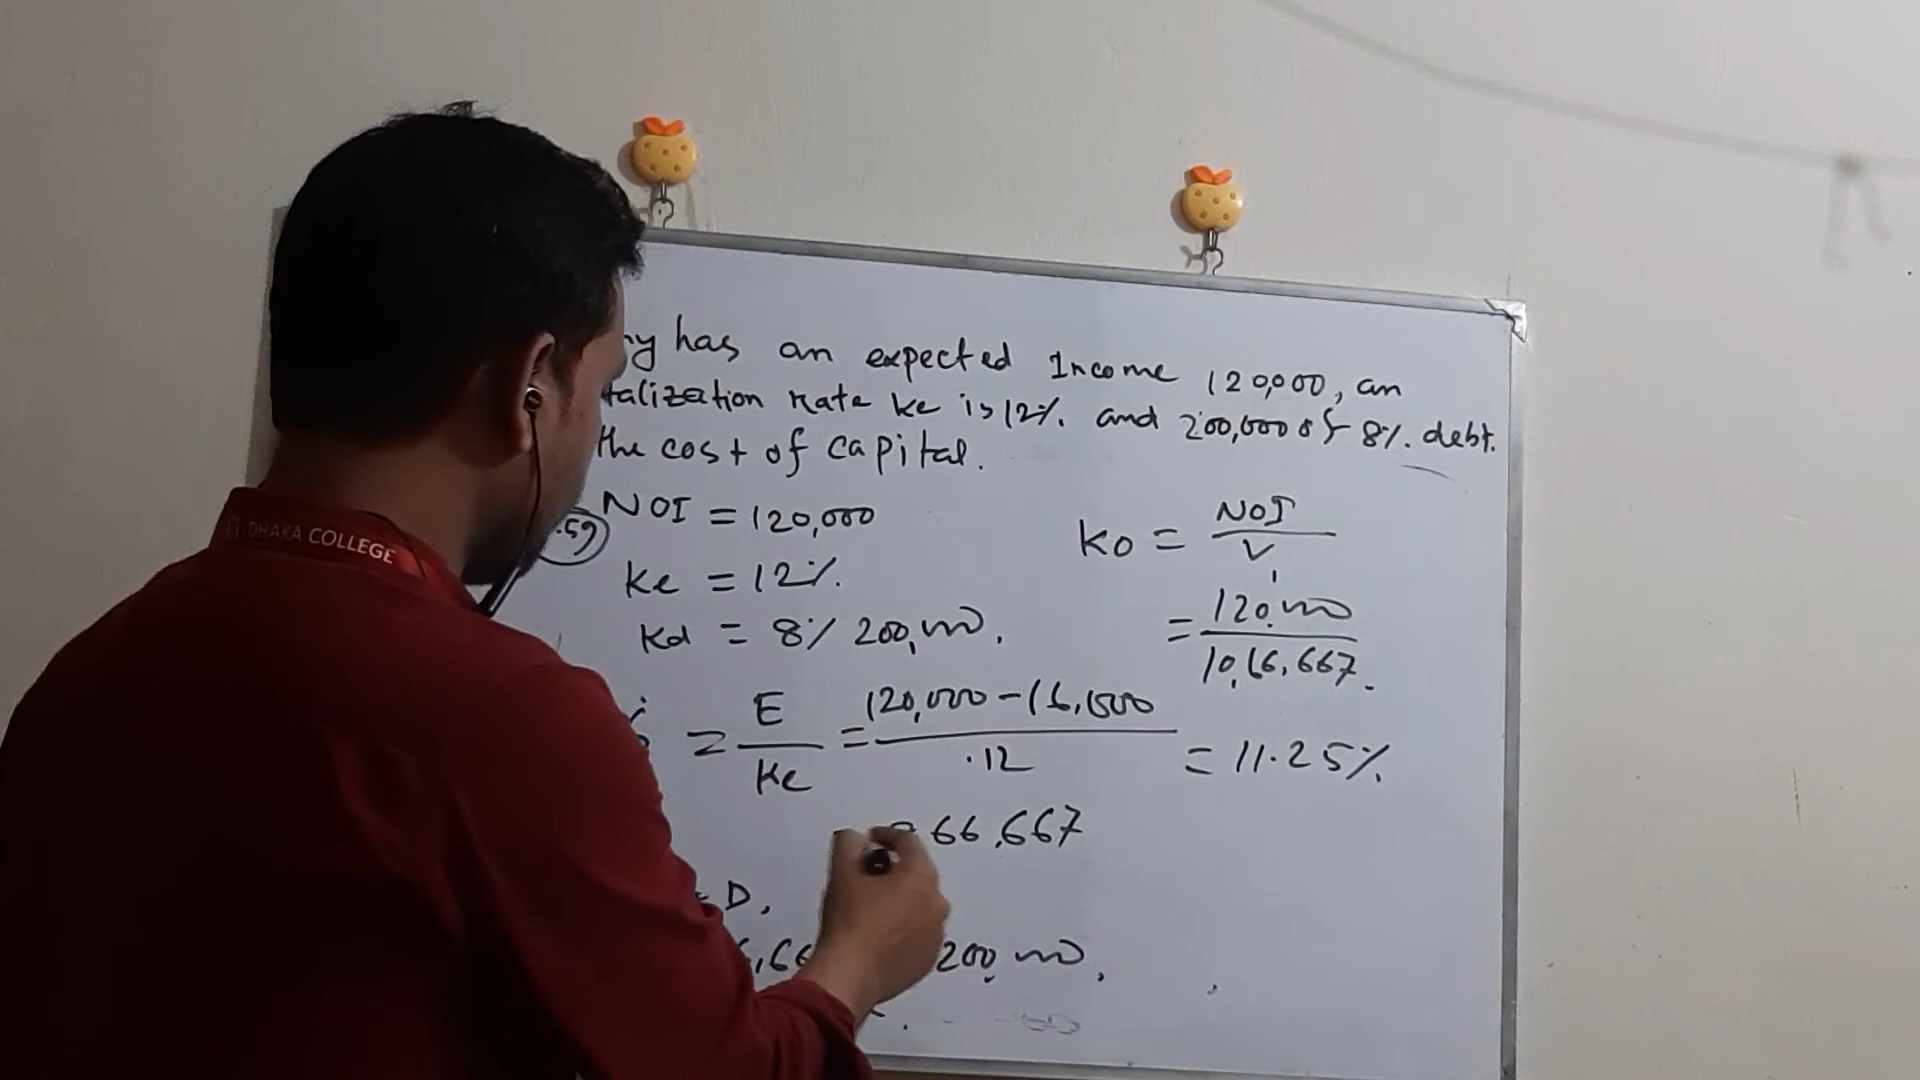 has an expected Income 120,000, an
rate ke is 12%. and 200,000 of 8%. debt.
the cost of capital.
NOI = 120,000
.59
Ke = 12%.
Kd = 8% 200,000.
= E / Ke = 120,000 - 16,000 / .12
66,667
D,
200,000,
Ko = NOI / V
= 120,000 / 10,16,667.
= 11.25%.
DHAKA COLLEGE